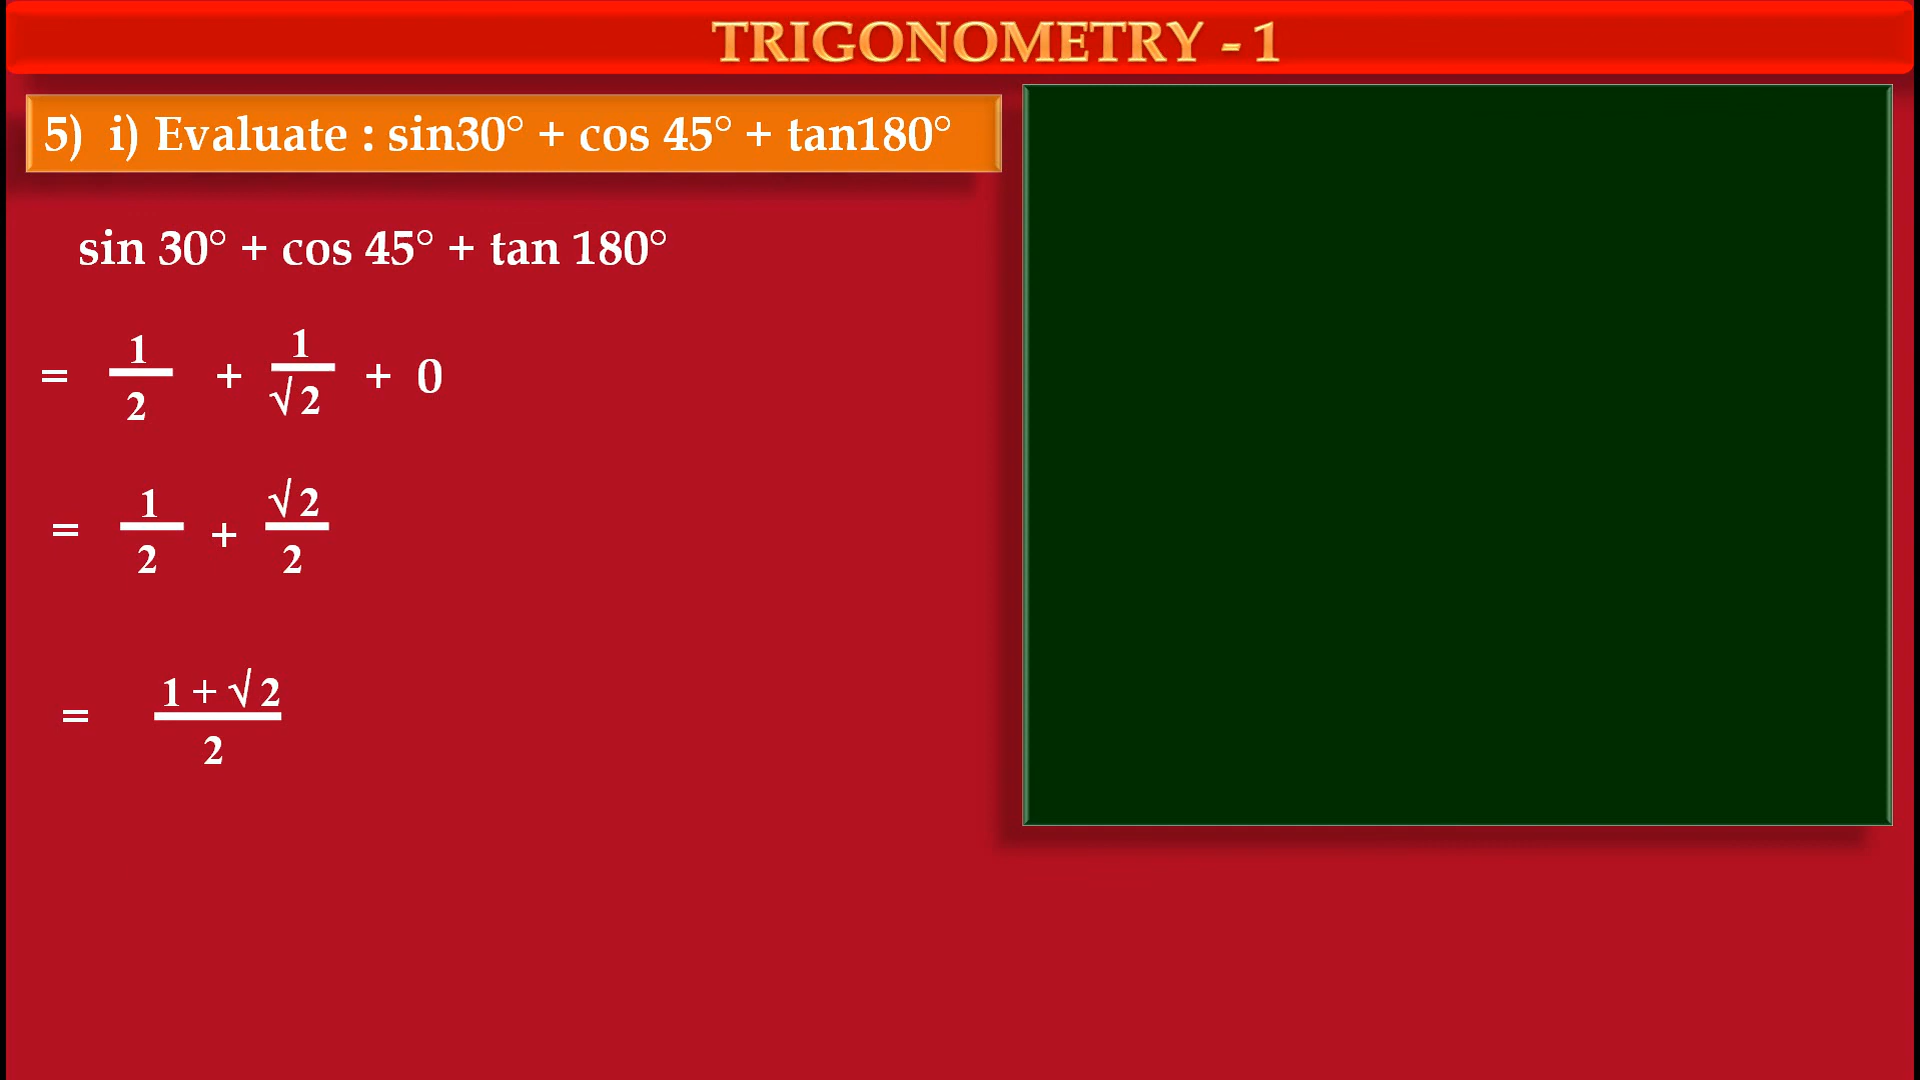 TRIGONOMETRY - 1
5) i) Evaluate : sin30° + cos 45° + tan180°
sin 30° + cos 45° + tan 180°
= 1/2 + 1/√2 + 0
= 1/2 + √2/2
= 1 + √2/2